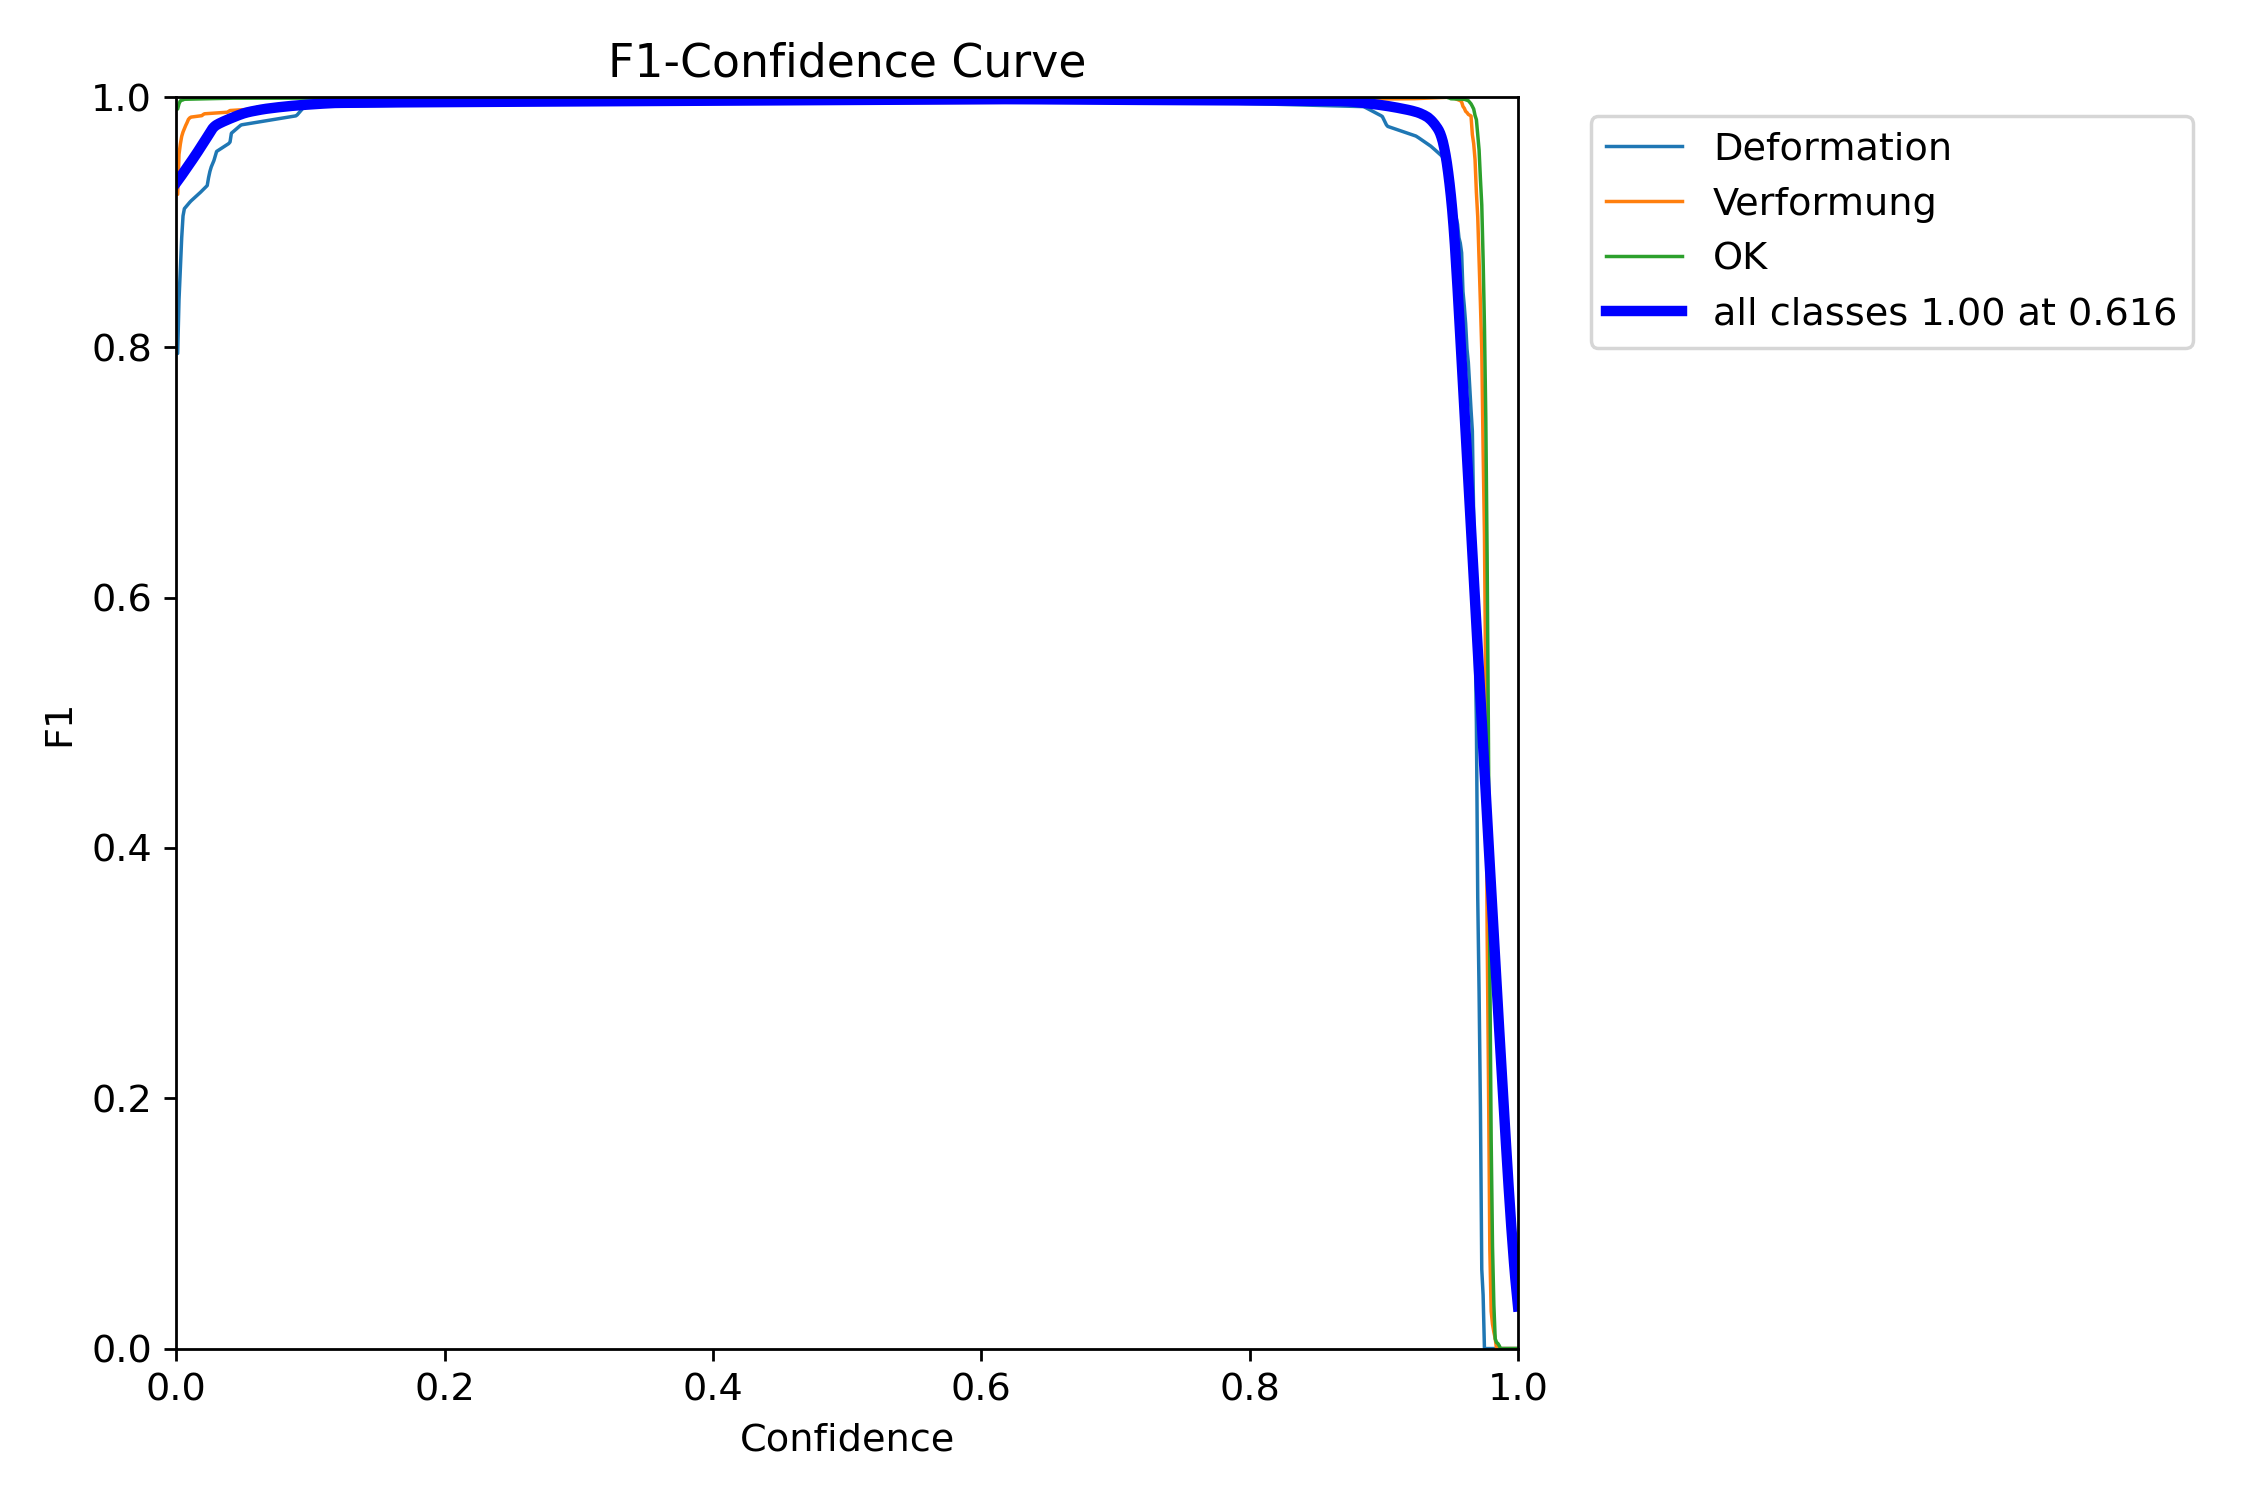 F1-Confidence Curve
1.0
0.8
0.6
0.4
0.2
0.0
F1
0.0 0.2 0.4 0.6 0.8 1.0
Confidence
Deformation
Verformung
OK
all classes 1.00 at 0.616